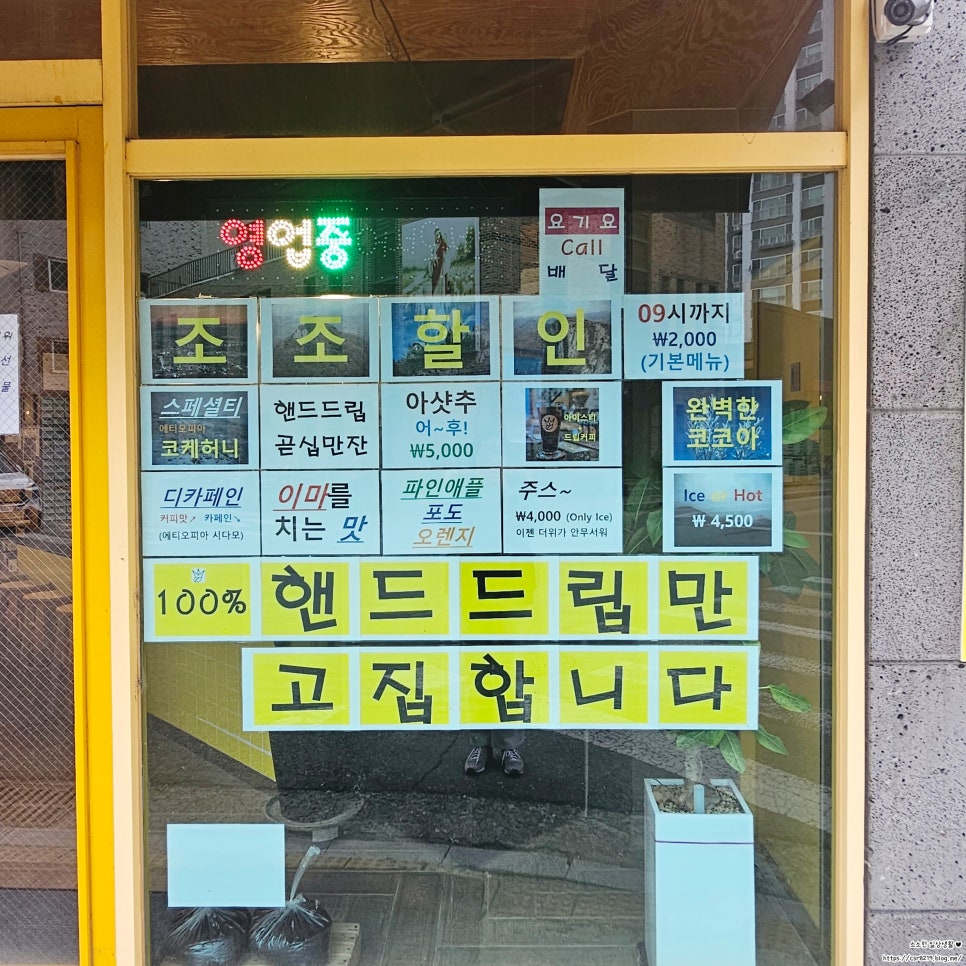 영업중
요기요
Call
배 달
조조할인
09시까지
₩2,000
(기본메뉴)
스페셜티
에티오피아
코케허니
핸드드립
곧십만잔
아샷추
어~후!
₩5,000
아이스티
드립커피
완벽한
코코아
디카페인
커피맛↗ 카페인↘
(에티오피아 시다모)
이마를
치는 맛
파인애플
포도
오렌지
주스~
₩4,000 (Only Ice)
이젠 더위가 안무서워
Ice or Hot
₩ 4,500
100% 핸드드립만
고집합니다
위
선
물